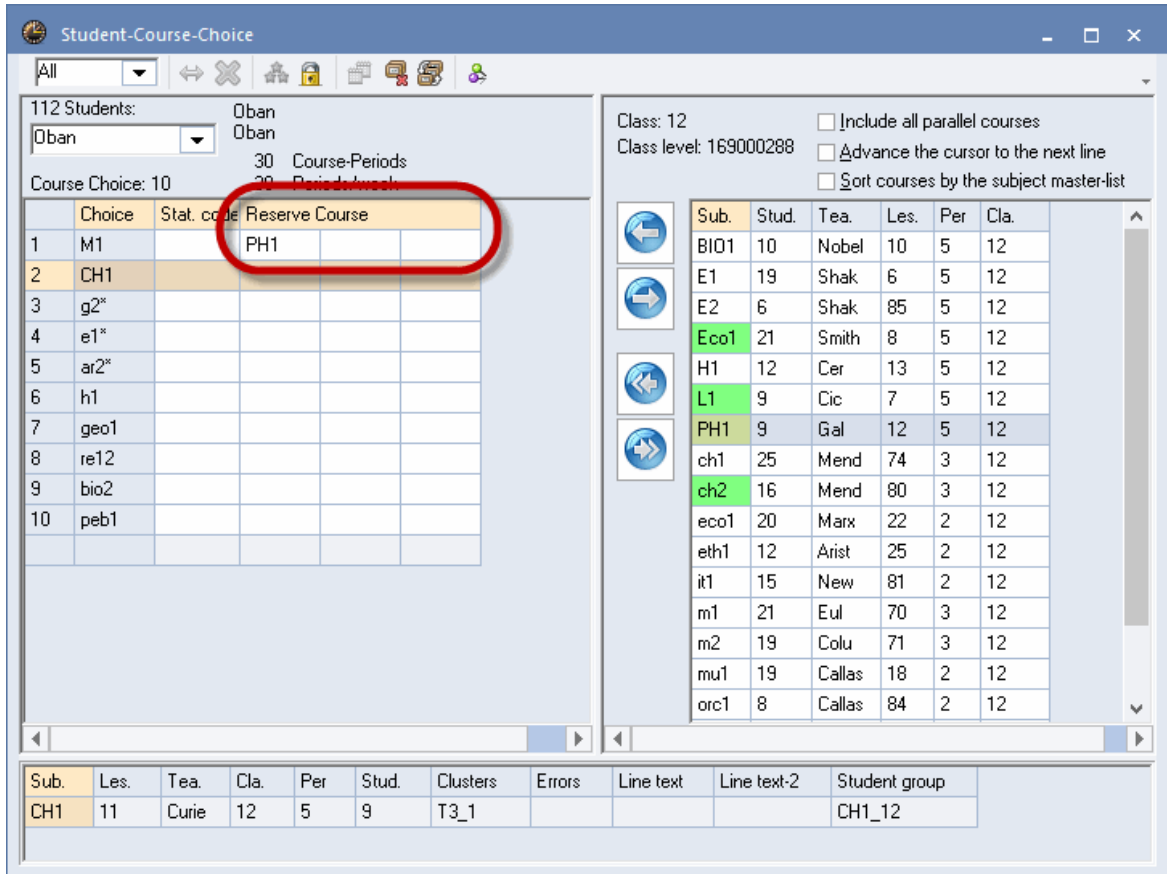 Student-Course-Choice
All
112 Students:
Oban
Oban
Oban
30 Course-Periods
Course Choice: 10
Choice Stat. code Reserve Course
1 M1 PH1
2 CH1
3 g2*
4 e1*
5 ar2*
6 h1
7 geo1
8 re12
9 bio2
10 peb1
Class: 12
Class level: 169000288
Include all parallel courses
Advance the cursor to the next line
Sort courses by the subject master-list
Sub. Stud. Tea. Les. Per Cla.
BIO1 10 Nobel 10 5 12
E1 19 Shak 6 5 12
E2 6 Shak 85 5 12
Eco1 21 Smith 8 5 12
H1 12 Cer 13 5 12
L1 9 Cic 7 5 12
PH1 9 Gal 12 5 12
ch1 25 Mend 74 3 12
ch2 16 Mend 80 3 12
eco1 20 Marx 22 2 12
eth1 12 Arist 25 2 12
it1 15 New 81 2 12
m1 21 Eul 70 3 12
m2 19 Colu 71 3 12
mu1 19 Callas 18 2 12
orc1 8 Callas 84 2 12
Sub. Les. Tea. Cla. Per Stud. Clusters Errors Line text Line text-2 Student group
CH1 11 Curie 12 5 9 T3_1 CH1_12